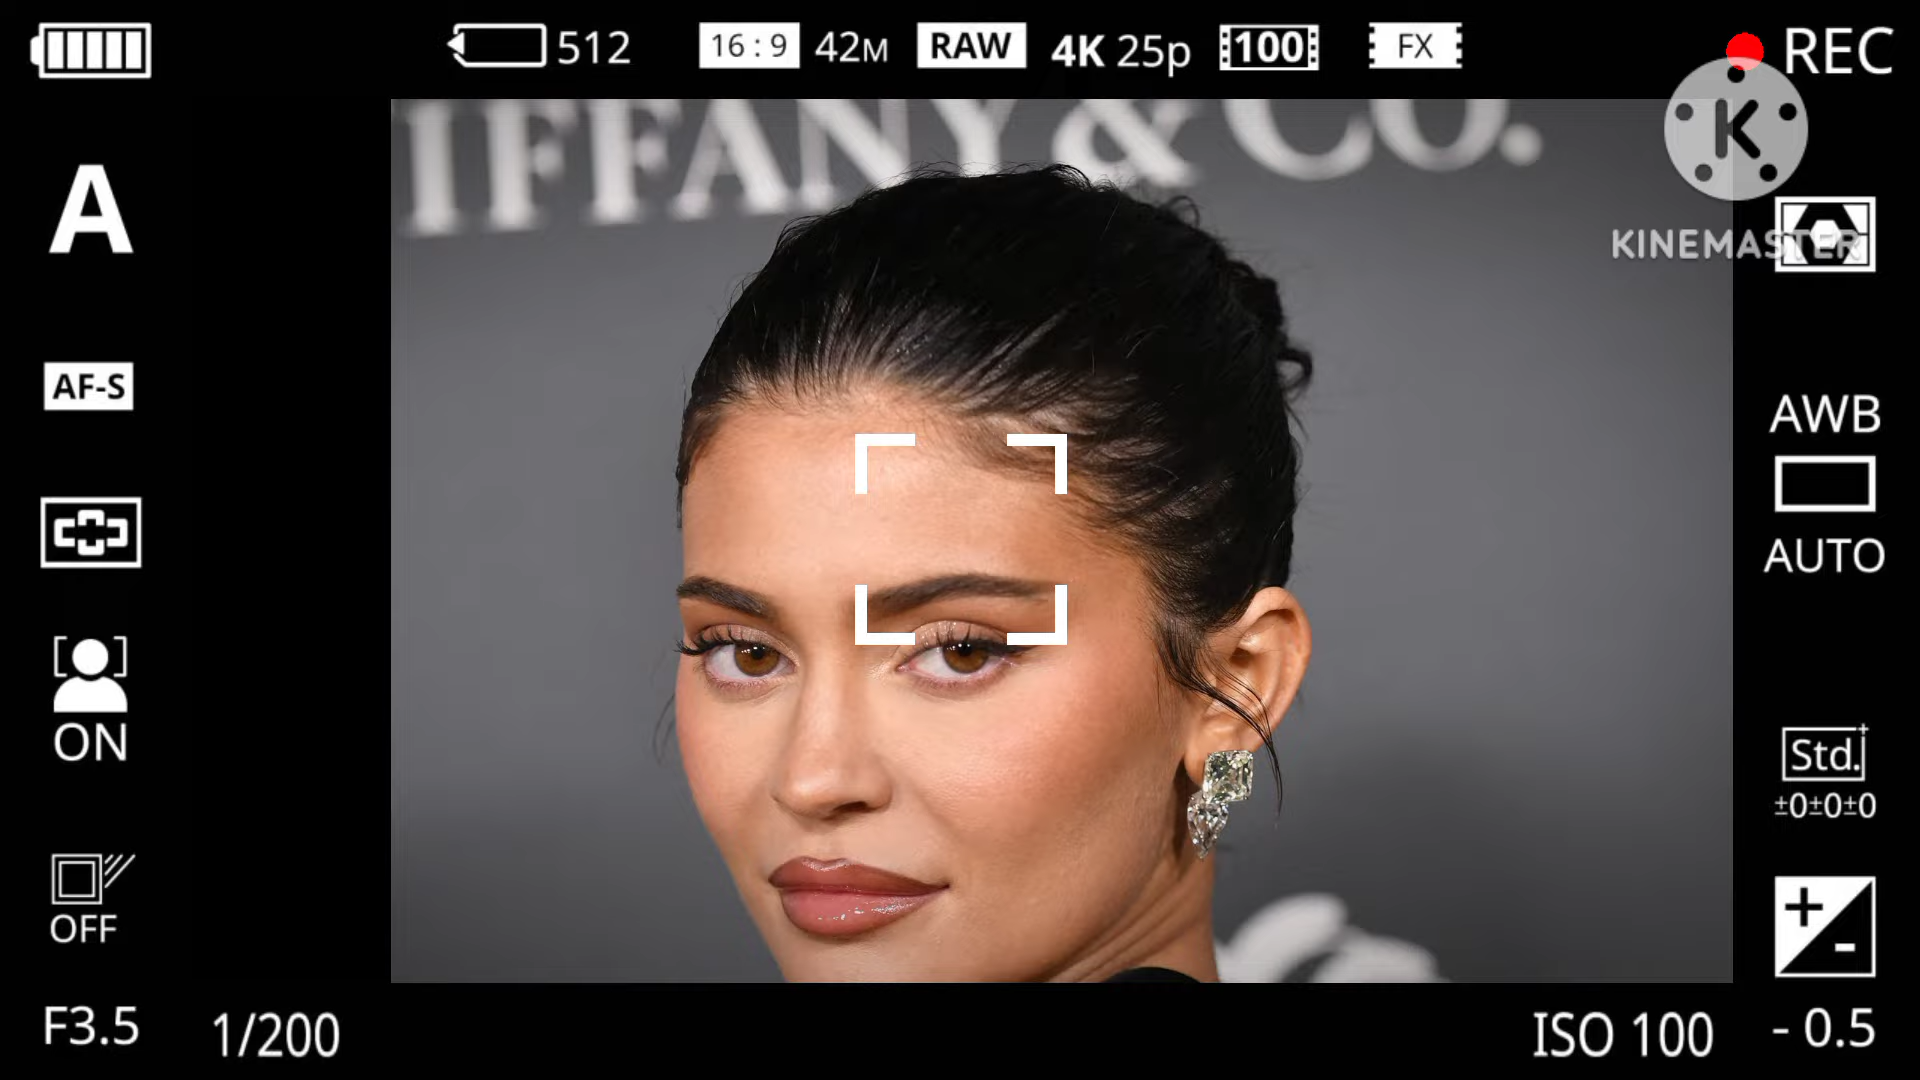 512 16:9 42M RAW 4K 25p 100 FX REC
IFFANY & CO.
K
KINEMASTER
A
AF-S
ON
OFF
F3.5 1/200
AWB
AUTO
Std.
±0±0±0
ISO 100 - 0.5